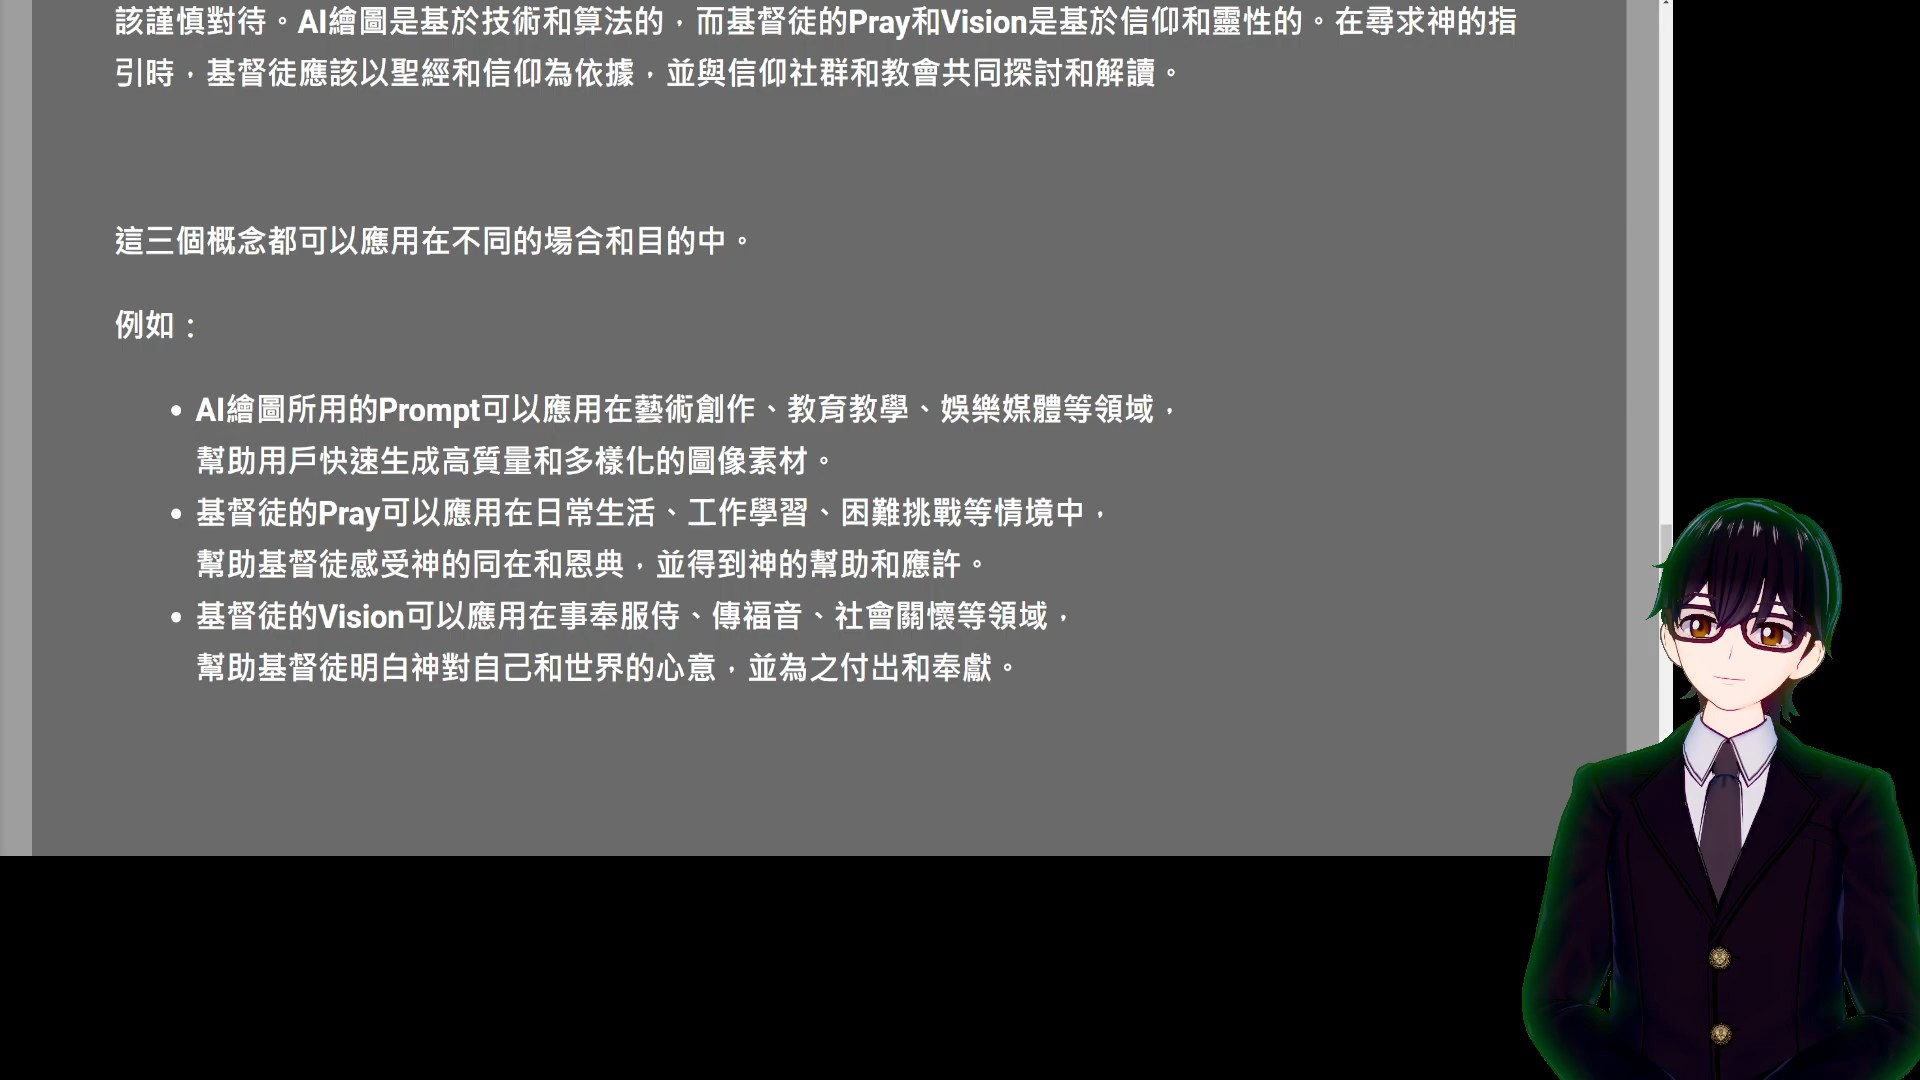 該謹慎對待。AI繪圖是基於技術和算法的，而基督徒的Pray和Vision是基於信仰和靈性的。在尋求神的指
引時，基督徒應該以聖經和信仰為依據，並與信仰社群和教會共同探討和解讀。
這三個概念都可以應用在不同的場合和目的中。
例如：
• AI繪圖所用的Prompt可以應用在藝術創作、教育教學、娛樂媒體等領域，
幫助用戶快速生成高質量和多樣化的圖像素材。
• 基督徒的Pray可以應用在日常生活、工作學習、困難挑戰等情境中，
幫助基督徒感受神的同在和恩典，並得到神的幫助和應許。
• 基督徒的Vision可以應用在事奉服侍、傳福音、社會關懷等領域，
幫助基督徒明白神對自己和世界的心意，並為之付出和奉獻。